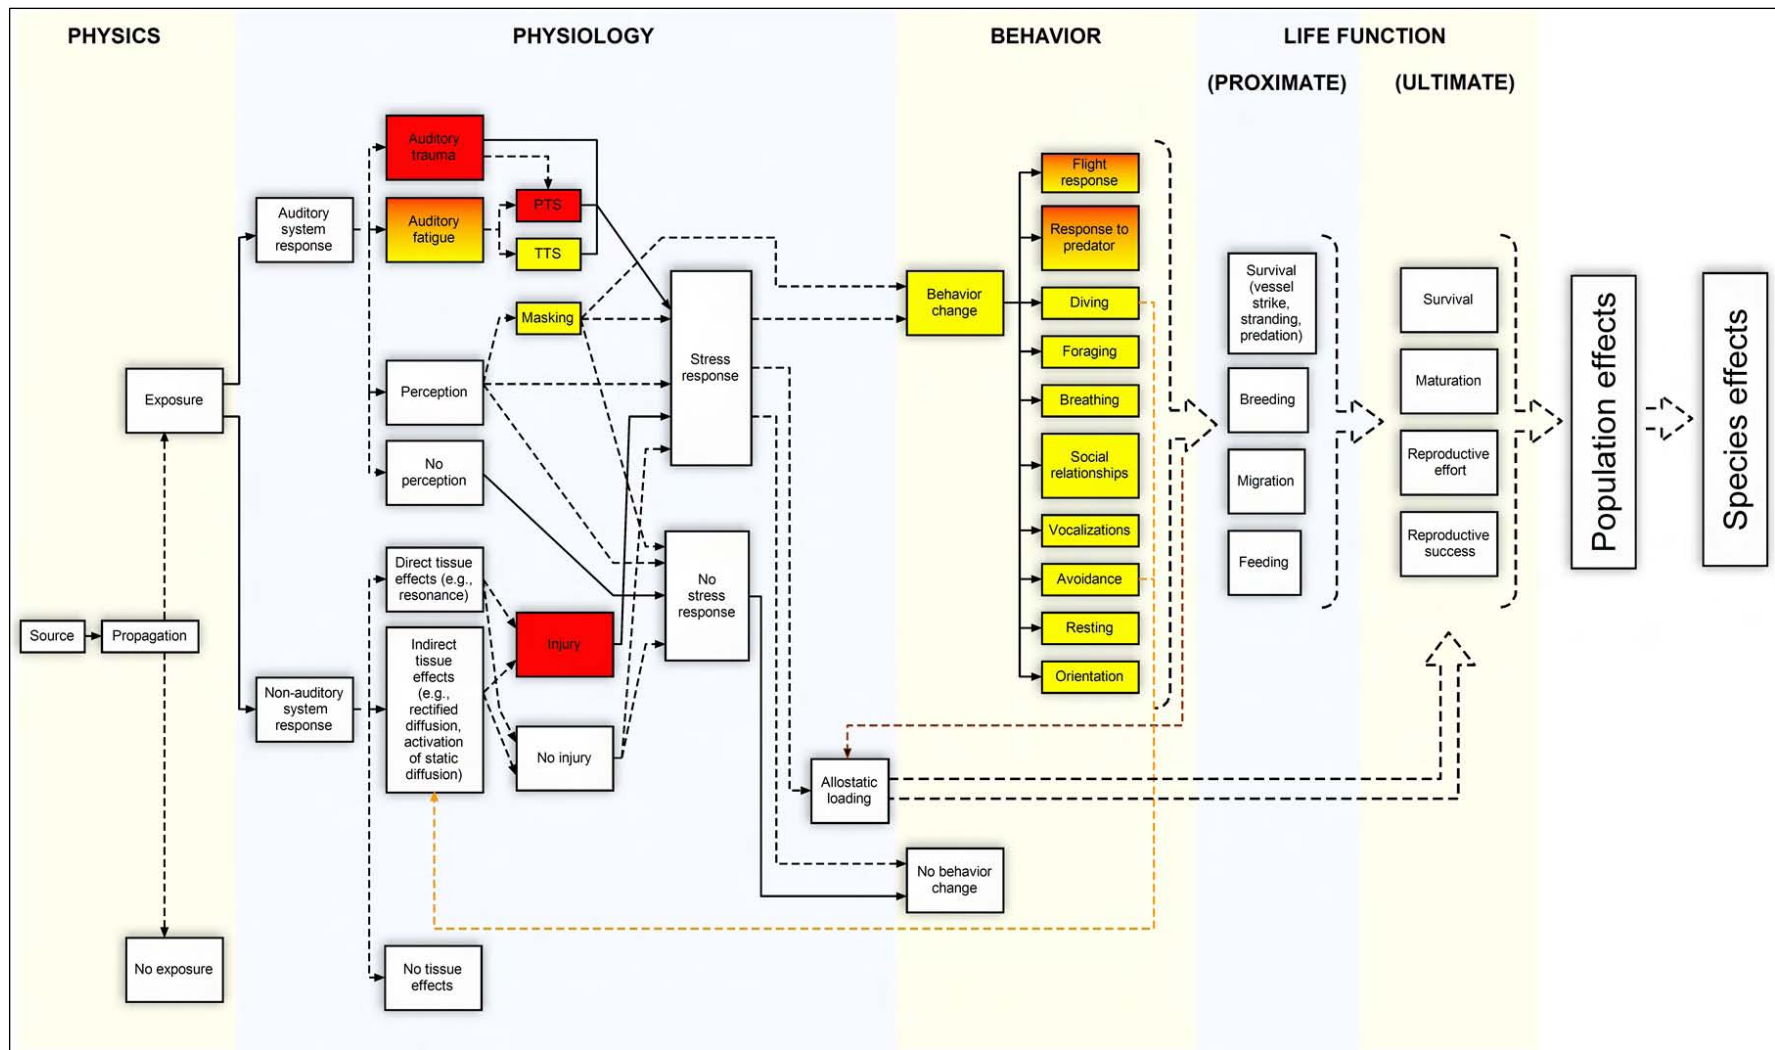 PHYSICS
PHYSIOLOGY
BEHAVIOR
LIFE FUNCTION
(PROXIMATE)
(ULTIMATE)
Source
Propagation
Exposure
No exposure
Auditory
system
response
Non-auditory
system
response
Auditory
trauma
Auditory
fatigue
Perception
No
perception
Direct tissue
effects (e.g.,
resonance)
Indirect
tissue
effects
(e.g.,
rectified
diffusion,
activation
of static
diffusion)
No tissue
effects
PTS
TTS
Masking
Injury
No injury
Stress
response
No
stress
response
Allostatic
loading
Behavior
change
No behavior
change
Flight
response
Response to
predator
Diving
Foraging
Breathing
Social
relationships
Vocalizations
Avoidance
Resting
Orientation
Survival
(vessel
strike,
stranding,
predation)
Breeding
Migration
Feeding
Survival
Maturation
Reproductive
effort
Reproductive
success
Population effects
Species effects